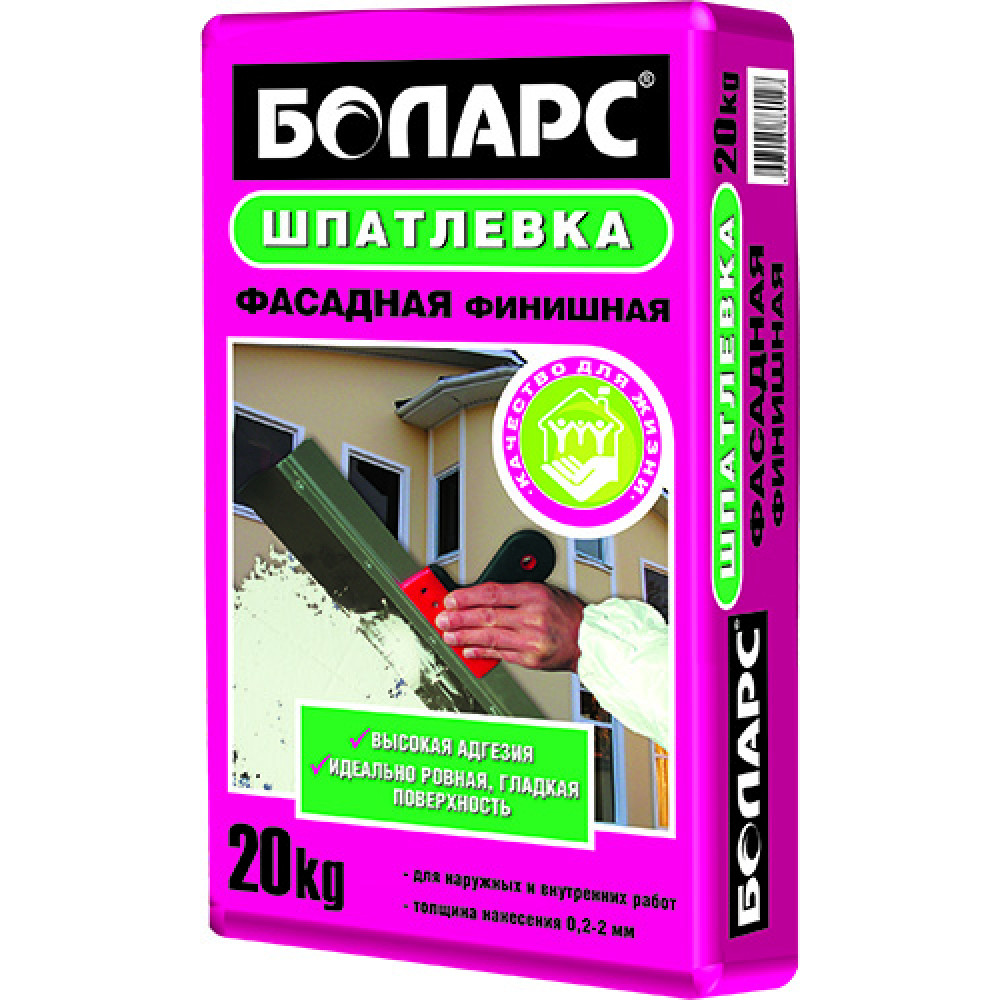 БОЛАРС®
ШПАТЛЕВКА
ФАСАДНАЯ ФИНИШНАЯ
· КАЧЕСТВО ДЛЯ ЖИЗНИ ·
✓ ВЫСОКАЯ АДГЕЗИЯ
✓ ИДЕАЛЬНО РОВНАЯ, ГЛАДКАЯ
ПОВЕРХНОСТЬ
20kg
- для наружных и внутренних работ
- толщина нанесения 0,2-2 мм
20kg
ШПАТЛЕВКА
ФАСАДНАЯ
ФИНИШНАЯ
БОЛАРС®